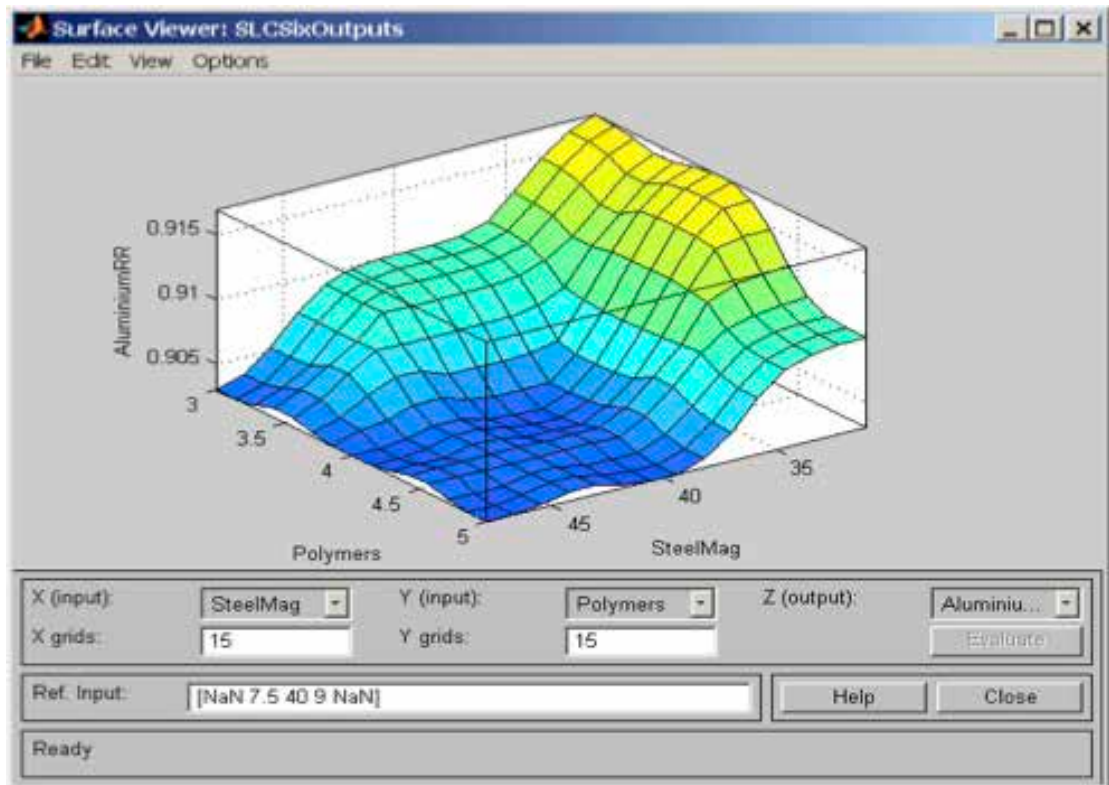 Surface Viewer: SLCSixOutputs
File Edit View Options
0.915
0.91
0.905
AluminiumRR
3
3.5
4
4.5
5
Polymers
45
40
35
SteelMag
X (input): SteelMag Y (input): Polymers Z (output): Aluminiu...
X grids: 15 Y grids: 15 Evaluate
Ref. Input: [NaN 7.5 40 9 NaN] Help Close
Ready